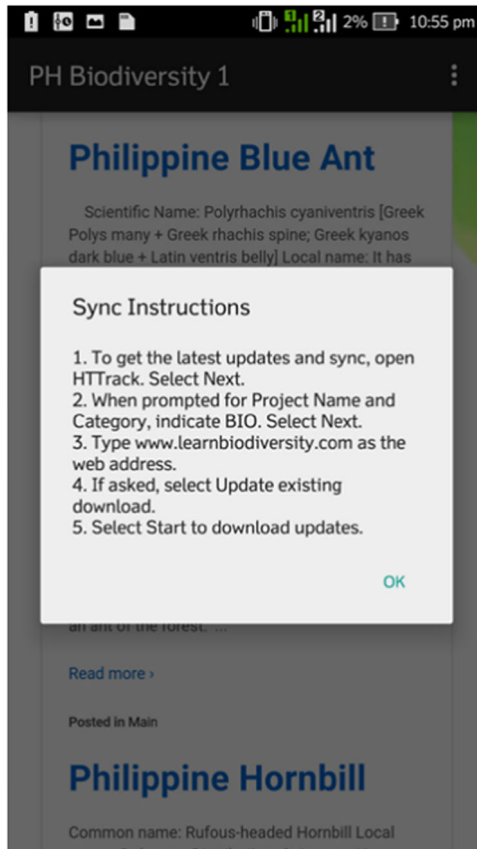 2% 10:55 pm
PH Biodiversity 1
Philippine Blue Ant
Scientific Name: Polyrhachis cyaniventris [Greek
Polys many + Greek rhachis spine; Greek kyanos
dark blue + Latin ventris belly] Local name: It has
Sync Instructions
1. To get the latest updates and sync, open
HTTrack. Select Next.
2. When prompted for Project Name and
Category, indicate BIO. Select Next.
3. Type www.learnbiodiversity.com as the
web address.
4. If asked, select Update existing
download.
5. Select Start to download updates.
OK
an ant of the forest. ...
Read more ›
Posted in Main
Philippine Hornbill
Common name: Rufous-headed Hornbill Local